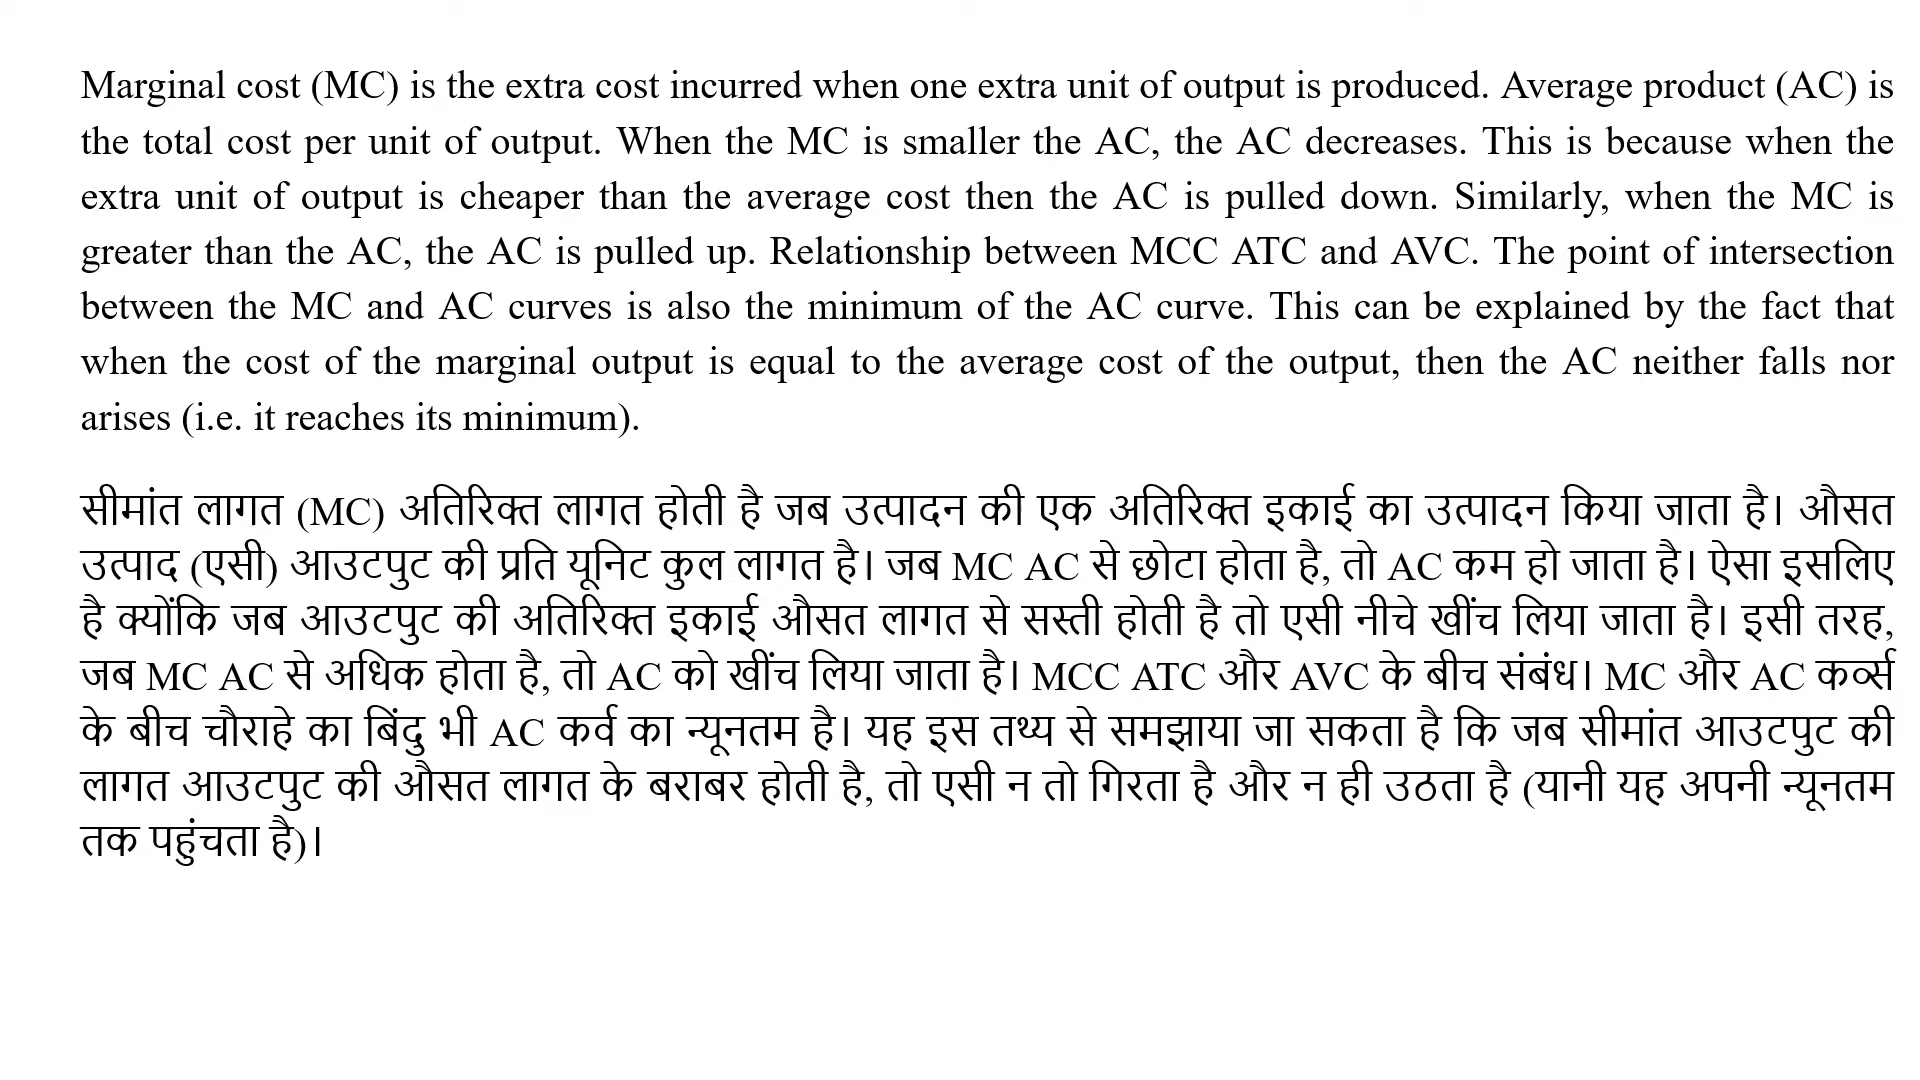 Marginal cost (MC) is the extra cost incurred when one extra unit of output is produced. Average product (AC) is
the total cost per unit of output. When the MC is smaller the AC, the AC decreases. This is because when the
extra unit of output is cheaper than the average cost then the AC is pulled down. Similarly, when the MC is
greater than the AC, the AC is pulled up. Relationship between MCC ATC and AVC. The point of intersection
between the MC and AC curves is also the minimum of the AC curve. This can be explained by the fact that
when the cost of the marginal output is equal to the average cost of the output, then the AC neither falls nor
arises (i.e. it reaches its minimum).
सीमांत लागत (MC) अतिरिक्त लागत होती है जब उत्पादन की एक अतिरिक्त इकाई का उत्पादन किया जाता है। औसत
उत्पाद (एसी) आउटपुट की प्रति यूनिट कुल लागत है। जब MC AC से छोटा होता है, तो AC कम हो जाता है। ऐसा इसलिए
है क्योंकि जब आउटपुट की अतिरिक्त इकाई औसत लागत से सस्ती होती है तो एसी नीचे खींच लिया जाता है। इसी तरह,
जब MC AC से अधिक होता है, तो AC को खींच लिया जाता है। MCC ATC और AVC के बीच संबंध। MC और AC कर्व्स
के बीच चौराहे का बिंदु भी AC कर्व का न्यूनतम है। यह इस तथ्य से समझाया जा सकता है कि जब सीमांत आउटपुट की
लागत आउटपुट की औसत लागत के बराबर होती है, तो एसी न तो गिरता है और न ही उठता है (यानी यह अपनी न्यूनतम
तक पहुंचता है)।